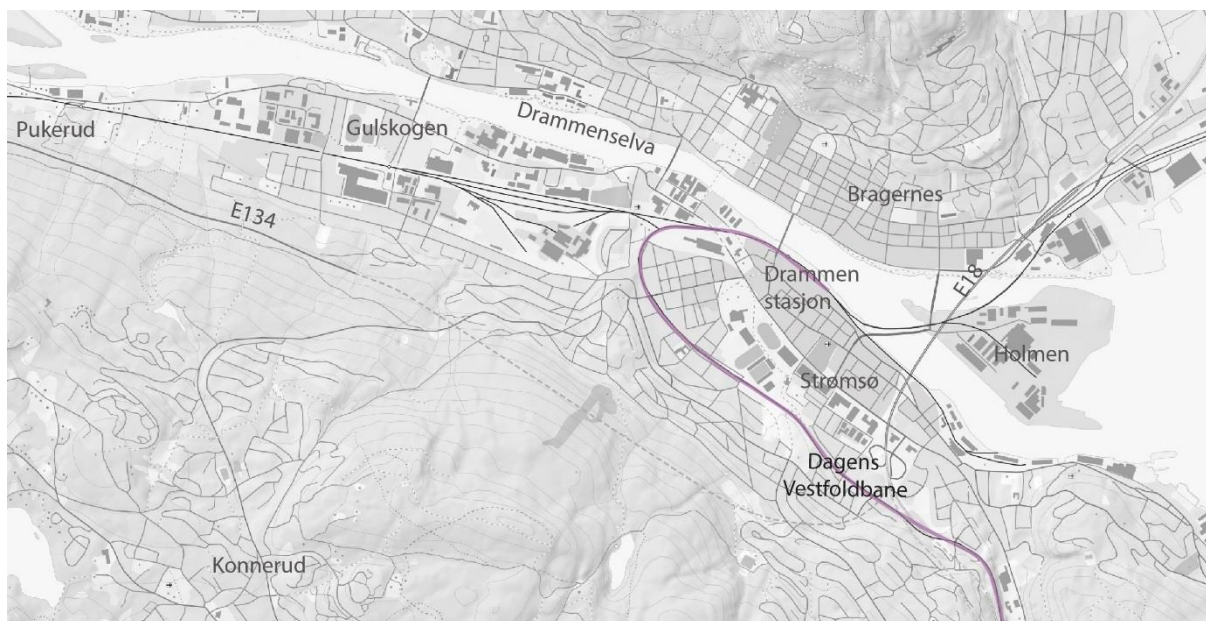 Pukerud
Gulskogen
Drammenselva
E134
Bragernes
E18
Drammen
stasjon
Holmen
Strømsø
Dagens
Vestfoldbane
Konnerud